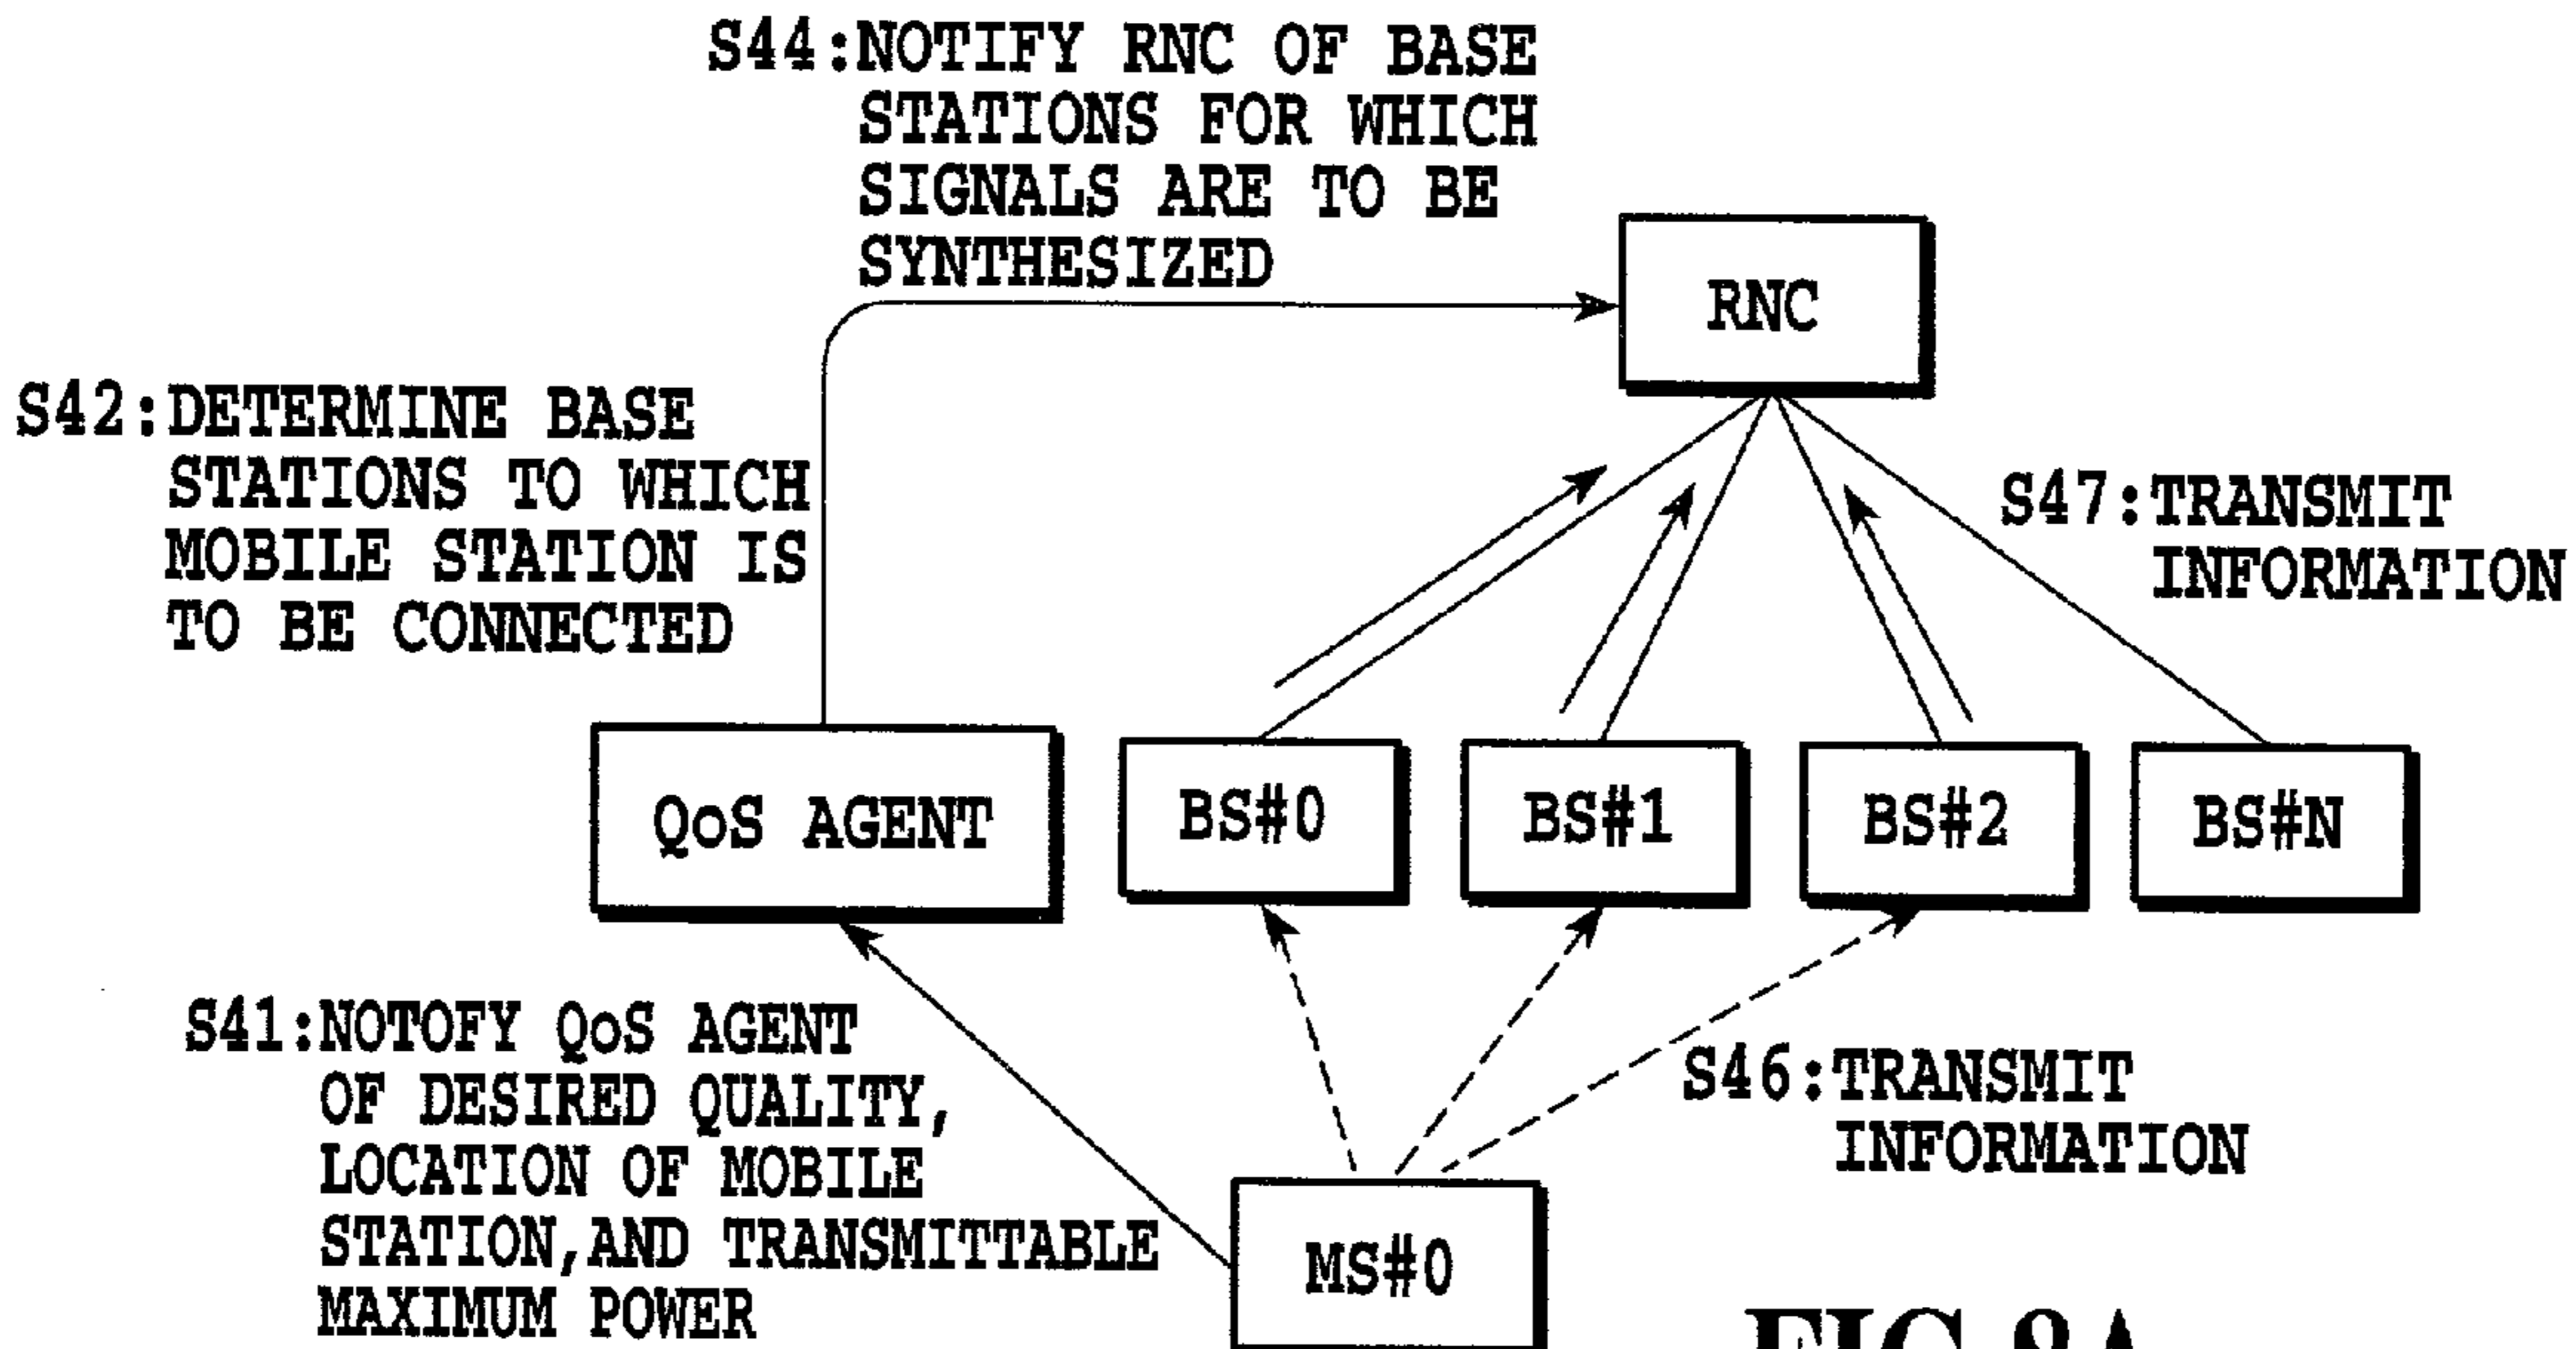 S44:NOTIFY RNC OF BASE
STATIONS FOR WHICH
SIGNALS ARE TO BE
SYNTHESIZED
RNC
S42:DETERMINE BASE
STATIONS TO WHICH
MOBILE STATION IS
TO BE CONNECTED
S47:TRANSMIT
INFORMATION
QoS AGENT
BS#0
BS#1
BS#2
BS#N
S41:NOTOFY QoS AGENT
OF DESIRED QUALITY,
LOCATION OF MOBILE
STATION,AND TRANSMITTABLE
MAXIMUM POWER
S46:TRANSMIT
INFORMATION
MS#0